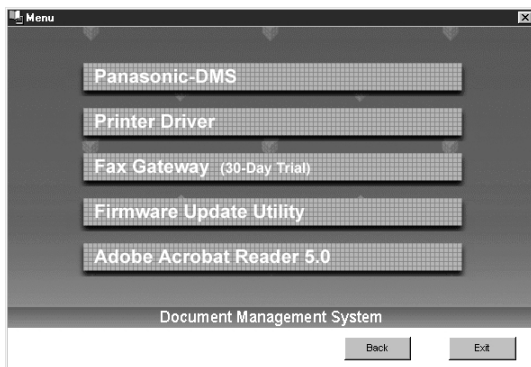 Menu
Panasonic-DMS
Printer Driver
Fax Gateway (30-Day Trial)
Firmware Update Utility
Adobe Acrobat Reader 5.0
Document Management System
Back Exit